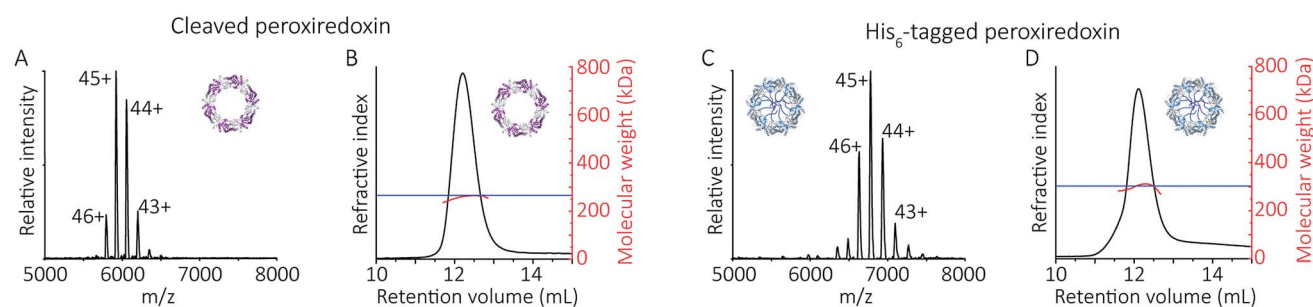 Cleaved peroxiredoxin
His₆-tagged peroxiredoxin
A
45+
44+
46+
43+
Relative intensity
5000 6000 7000 8000
m/z
B
Refractive index
800
600
400
200
0
Molecular weight (kDa)
10 12 14
Retention volume (mL)
C
45+
44+
46+
43+
Relative intensity
5000 6000 7000 8000
m/z
D
Refractive index
800
600
400
200
0
Molecular weight (kDa)
10 12 14
Retention volume (mL)